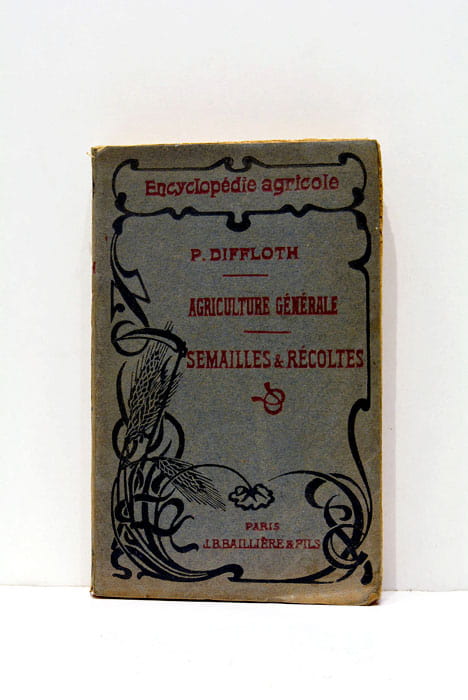 Encyclopédie agricole
P. DIFFLOTH
AGRICULTURE GÉNÉRALE
SEMAILLES & RÉCOLTES
PARIS
J.B. BAILLIÈRE & FILS